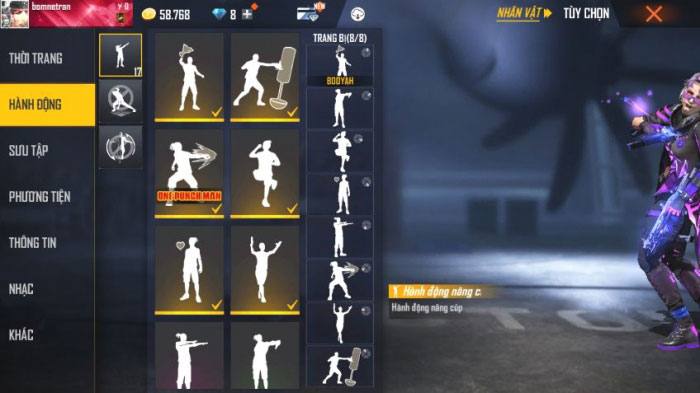 bomnetran
58.768
8
NEW
NHÂN VẬT
TÙY CHỌN
THỜI TRANG
HÀNH ĐỘNG
SƯU TẬP
PHƯƠNG TIỆN
THÔNG TIN
NHẠC
KHÁC
17
ONE PUNCH MAN
TRANG BỊ(8/8)
BOOYAH
Hành động nâng c
Hành động nâng cúp